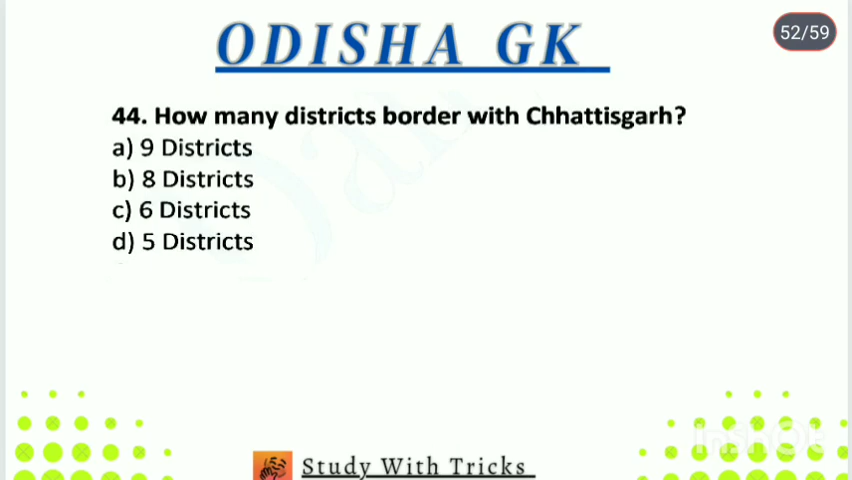 ODISHA GK
52/59
44. How many districts border with Chhattisgarh?
a) 9 Districts
b) 8 Districts
c) 6 Districts
d) 5 Districts
InShOt
Study With Tricks